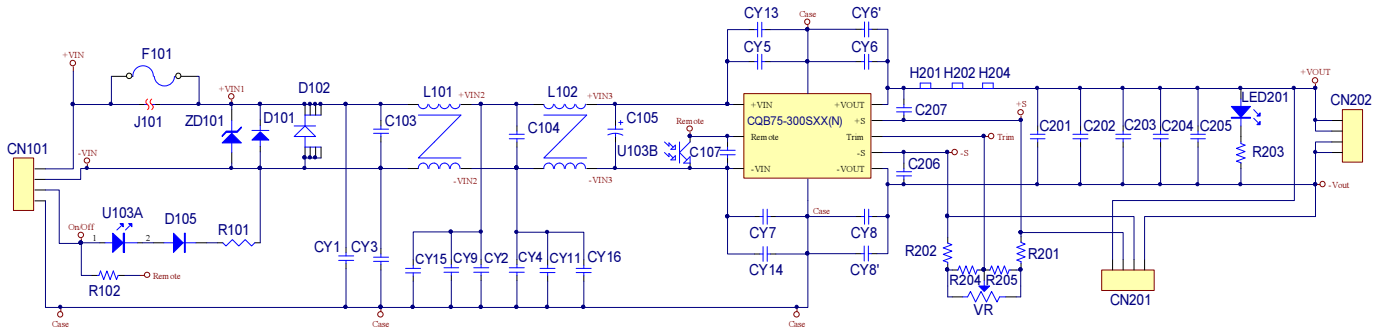 CY13
Case
CY6'
CY5
CY6
+VIN
F101
J101
+VIN1
ZD101
D101
D102
C103
L101
+VIN2
C104
L102
+VIN3
C105
U103B
Remote
C107
+VIN
+VOUT
CQB75-300SXX(N)
+S
Remote
Trim
-S
-VIN
-VOUT
C207
C206
H201
H202
H204
+S
Trim
-S
C201
C202
C203
C204
C205
LED201
R203
+VOUT
CN202
-Vout
CN101
-VIN
-VIN2
-VIN3
Case
CY7
CY8
CY14
CY8'
On/Off
U103A
1
2
D105
R101
R102
Remote
CY1
CY3
CY15
CY9
CY2
CY4
CY11
CY16
R202
R204
R205
R201
VR
CN201
Case
Case
Case